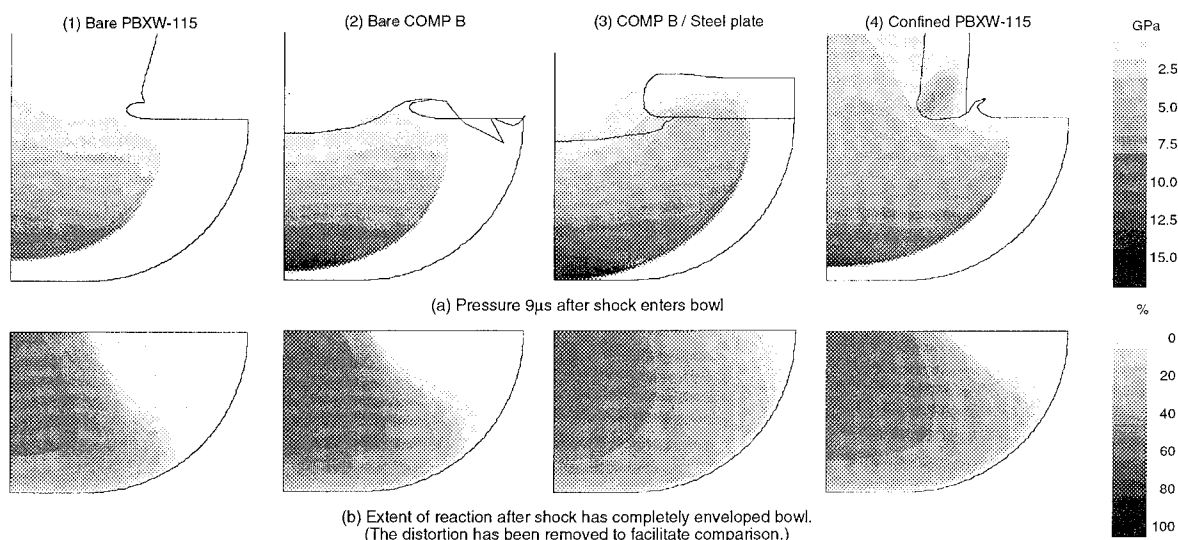 (1) Bare PBXW-115
(2) Bare COMP B
(3) COMP B / Steel plate
(4) Confined PBXW-115
GPa
2.5
5.0
7.5
10.0
12.5
15.0
(a) Pressure 9μs after shock enters bowl
%
0
20
40
60
80
100
(b) Extent of reaction after shock has completely enveloped bowl.
(The distortion has been removed to facilitate comparison.)